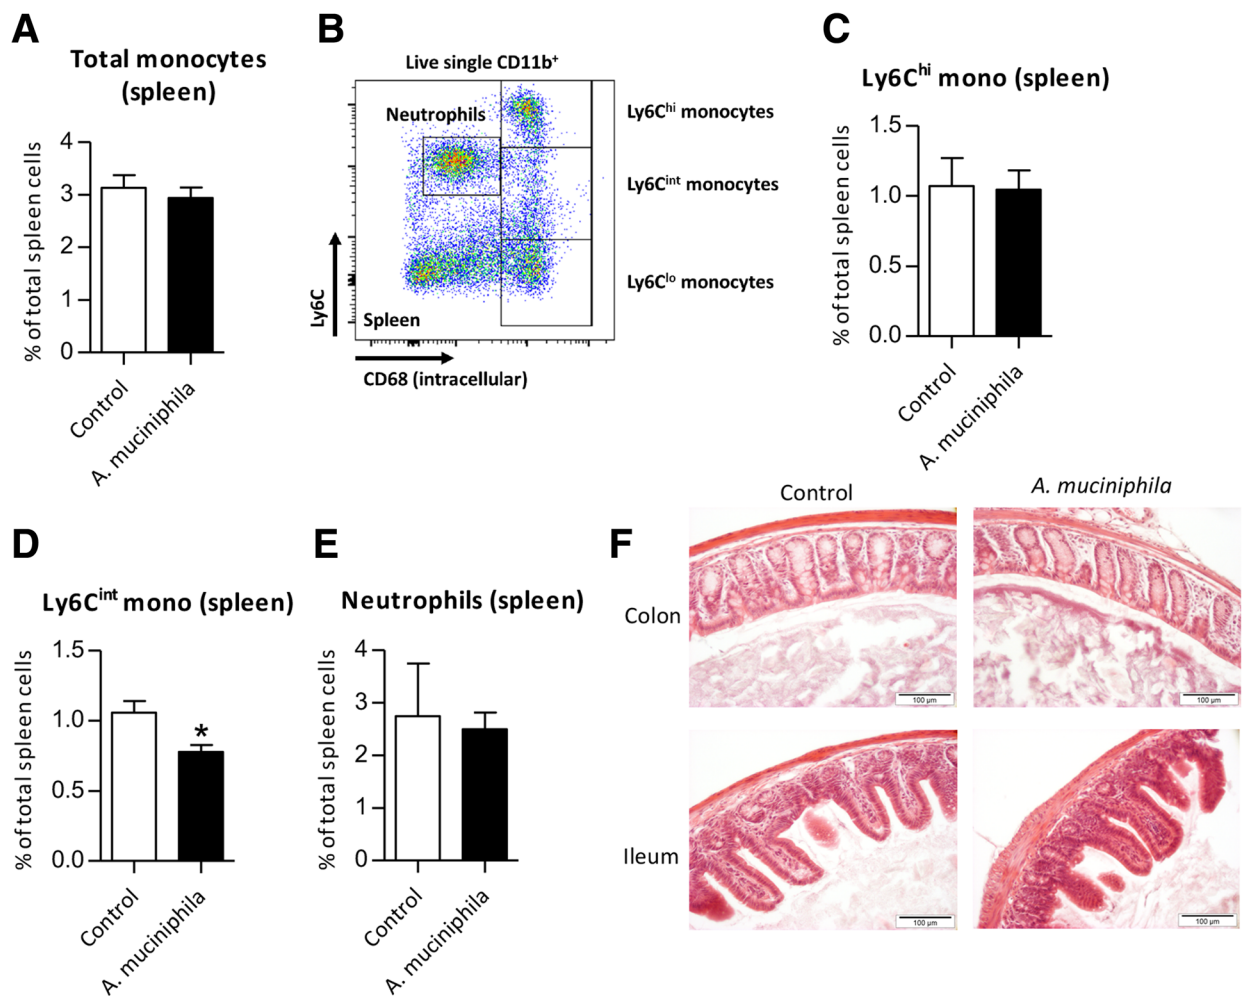 A
Total monocytes
(spleen)
% of total spleen cells
4
3
2
1
0
Control
A. muciniphila
B
Live single CD11b+
Neutrophils
Ly6Chi monocytes
Ly6Cint monocytes
Ly6Clo monocytes
Ly6C
Spleen
CD68 (intracellular)
C
Ly6Chi mono (spleen)
% of total spleen cells
1.5
1.0
0.5
0.0
Control
A. muciniphila
D
Ly6Cint mono (spleen)
% of total spleen cells
1.5
1.0
0.5
0.0
*
Control
A. muciniphila
E
Neutrophils (spleen)
% of total spleen cells
4
3
2
1
0
Control
A. muciniphila
F
Control
A. muciniphila
Colon
100 µm
100 µm
Ileum
100 µm
100 µm